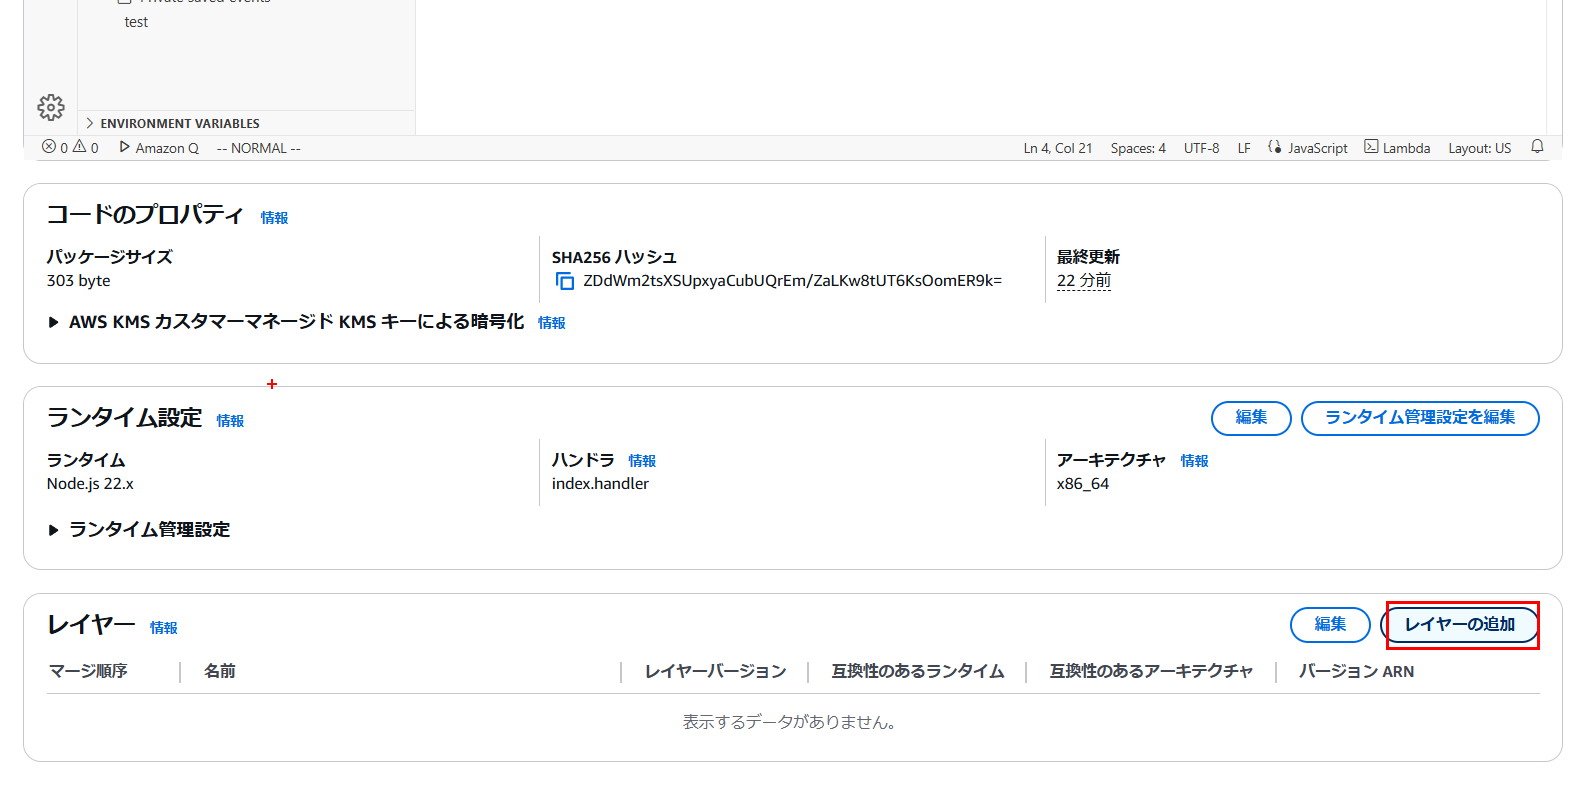 Private saved events
test
ENVIRONMENT VARIABLES
0 0 Amazon Q -- NORMAL -- Ln 4, Col 21 Spaces: 4 UTF-8 LF JavaScript Lambda Layout: US
コードのプロパティ 情報
パッケージサイズ SHA256 ハッシュ 最終更新
303 byte ZDdWm2tsXSUpxyaCubUQrEm/ZaLKw8tUT6KsOomER9k= 22 分前
AWS KMS カスタマーマネージド KMS キーによる暗号化 情報
ランタイム設定 情報 編集 ランタイム管理設定を編集
ランタイム ハンドラ 情報 アーキテクチャ 情報
Node.js 22.x index.handler x86_64
ランタイム管理設定
レイヤー 情報 編集 レイヤーの追加
マージ順序 名前 レイヤーバージョン 互換性のあるランタイム 互換性のあるアーキテクチャ バージョン ARN
表示するデータがありません。